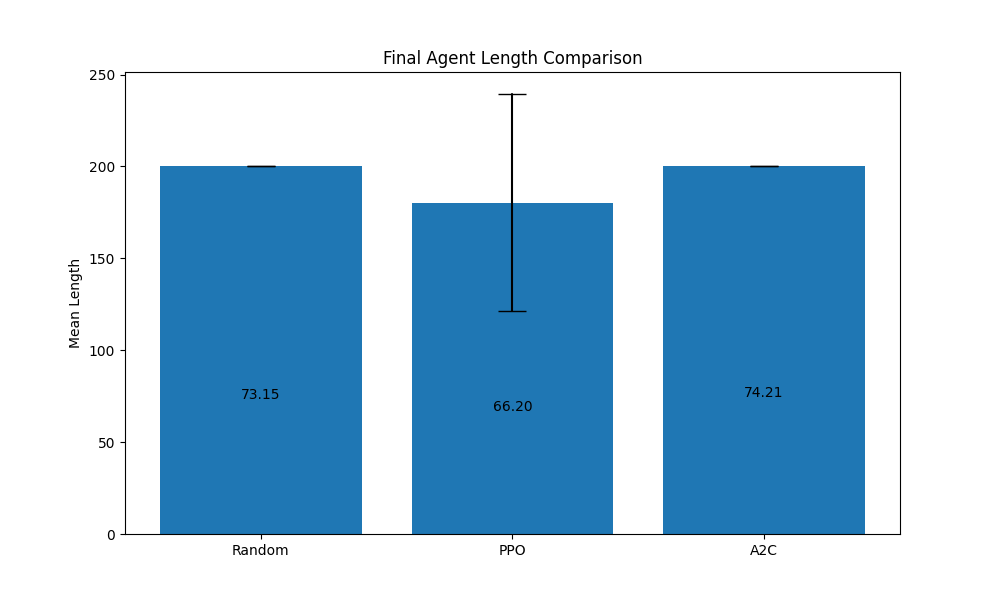 Final Agent Length Comparison
250
200
150
100
50
0
Mean Length
73.15
66.20
74.21
Random
PPO
A2C